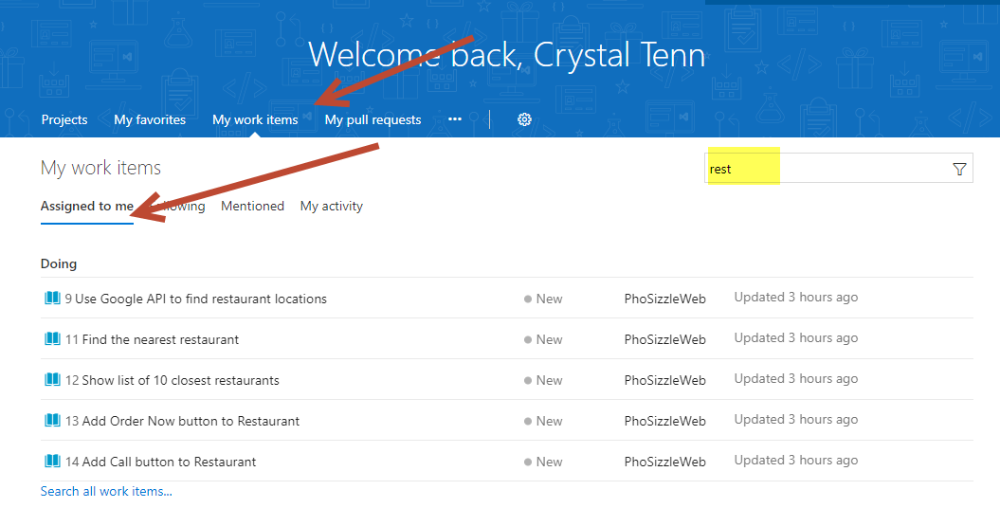 Welcome back, Crystal Tenn
Projects My favorites My work items My pull requests ...
My work items
rest
Assigned to me Mentioned My activity
Doing
9 Use Google API to find restaurant locations New PhoSizzleWeb Updated 3 hours ago
11 Find the nearest restaurant New PhoSizzleWeb Updated 3 hours ago
12 Show list of 10 closest restaurants New PhoSizzleWeb Updated 3 hours ago
13 Add Order Now button to Restaurant New PhoSizzleWeb Updated 3 hours ago
14 Add Call button to Restaurant New PhoSizzleWeb Updated 3 hours ago
Search all work items...